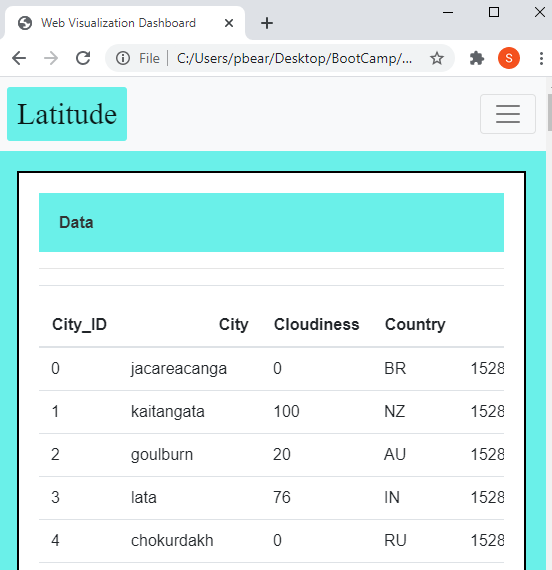 Web Visualization Dashboard
File C:/Users/pbear/Desktop/BootCamp/... S
Latitude
Data
City_ID City Cloudiness Country
0 jacareacanga 0 BR 1528
1 kaitangata 100 NZ 1528
2 goulburn 20 AU 1528
3 lata 76 IN 1528
4 chokurdakh 0 RU 1528